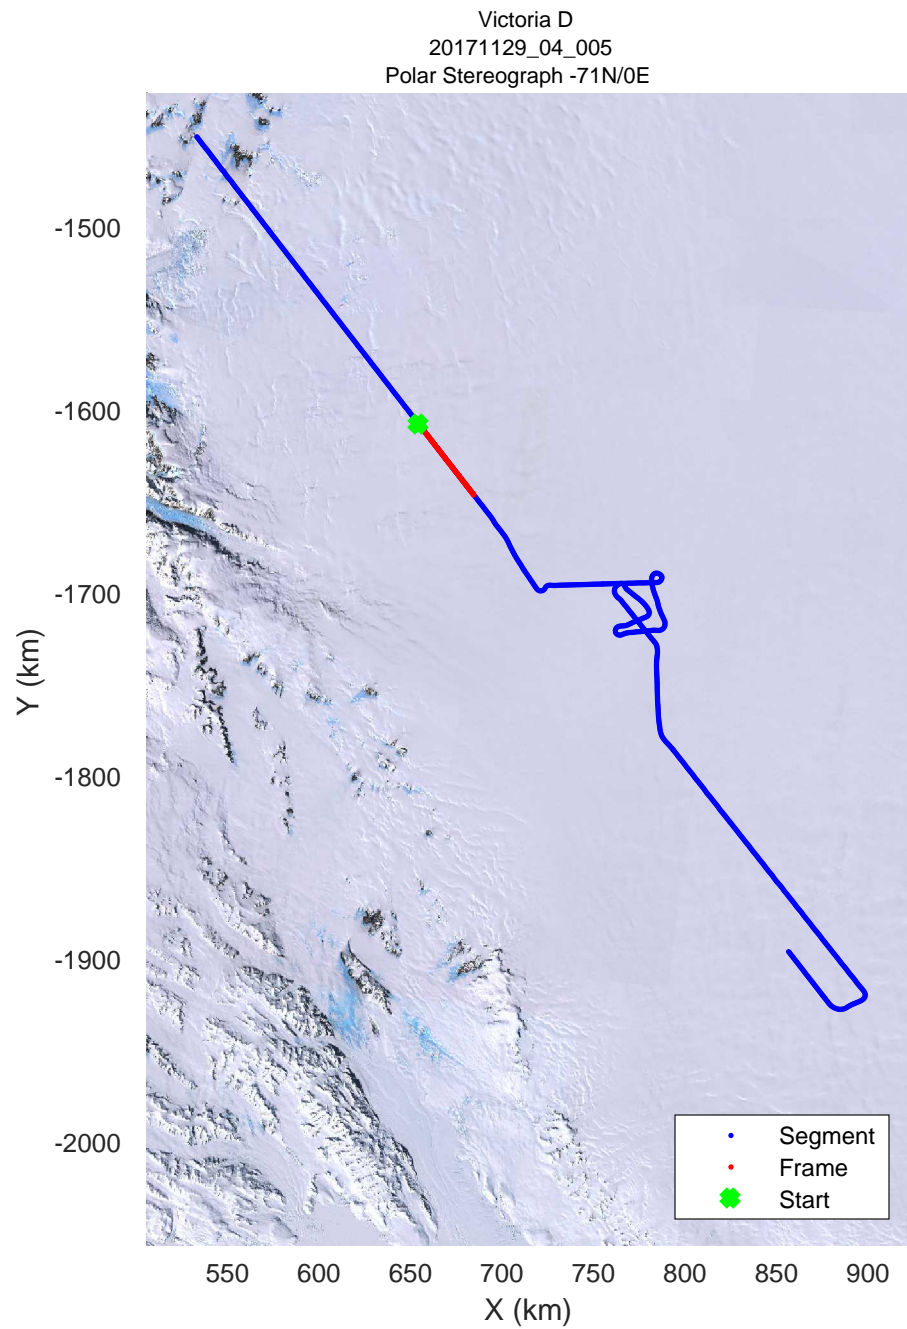 Victoria D
20171129_04_005
Polar Stereograph -71N/0E
-1500
-1600
-1700
-1800
-1900
-2000
Y (km)
Segment
Frame
Start
550 600 650 700 750 800 850 900
X (km)